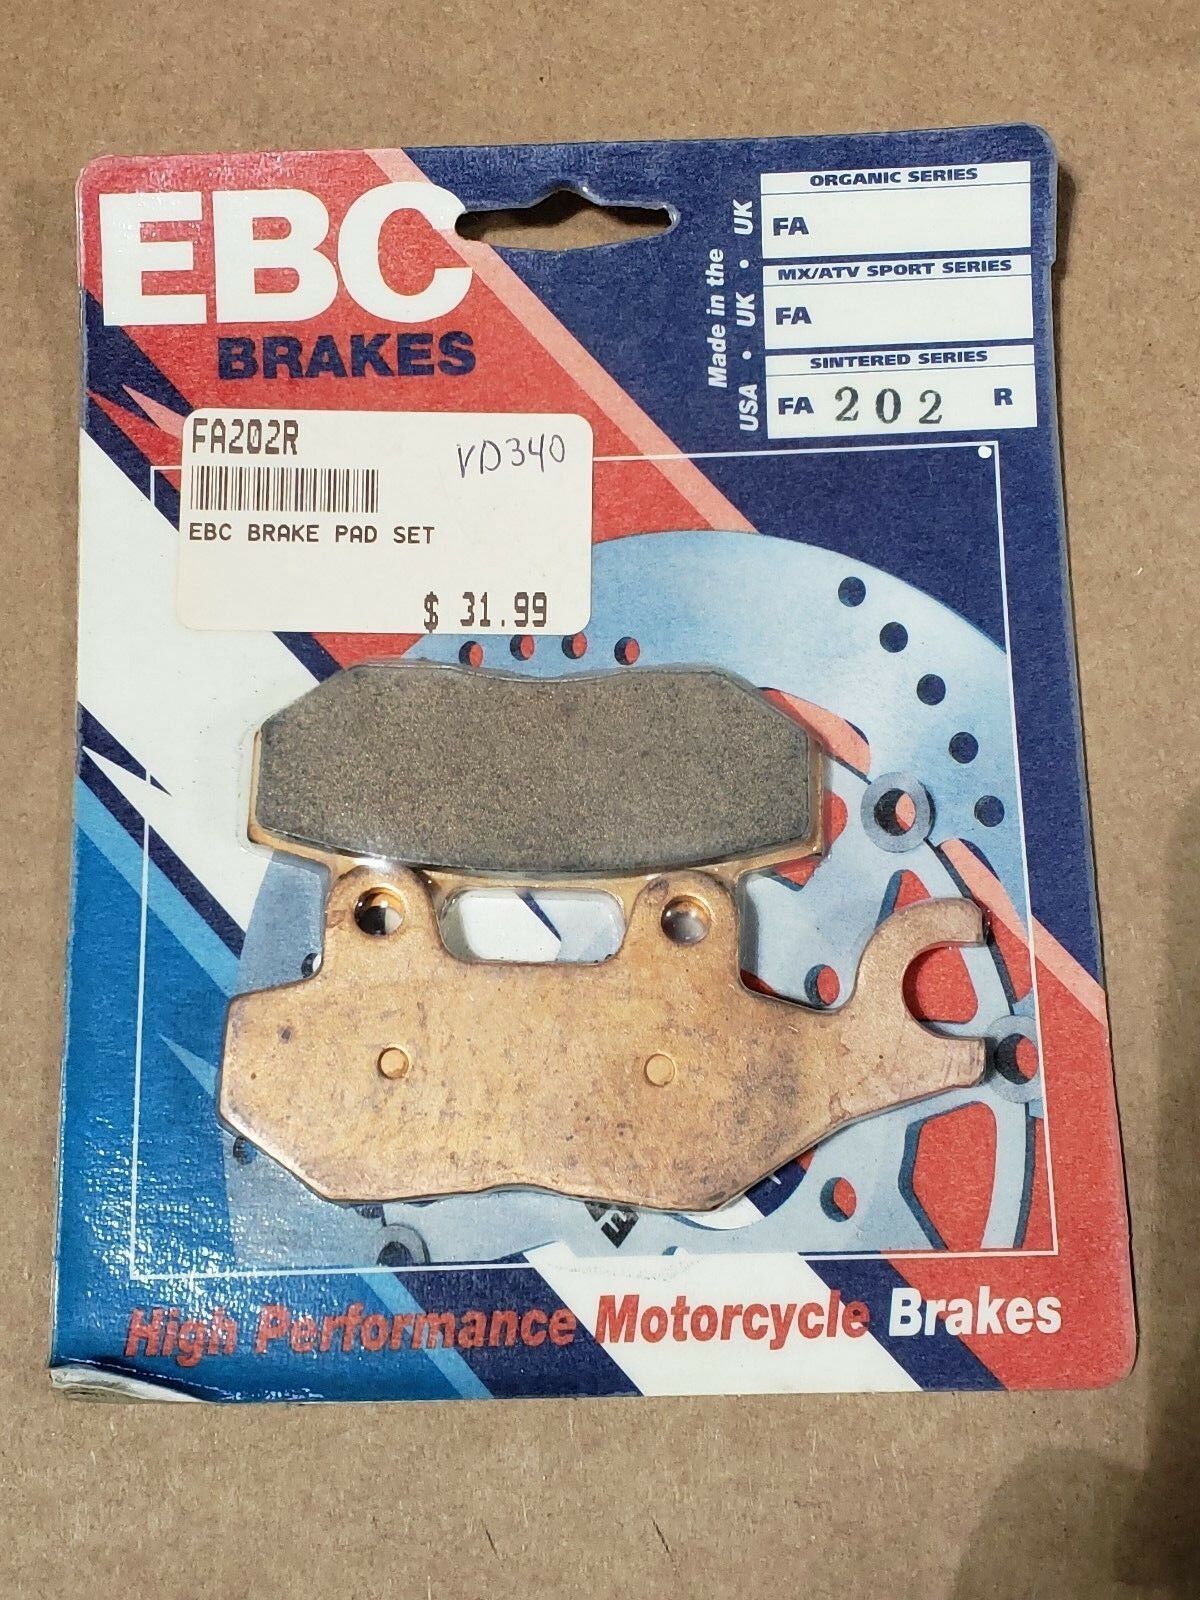 EBC
BRAKES
Made in the
USA • UK • UK • UK
ORGANIC SERIES
FA
MX/ATV SPORT SERIES
FA
SINTERED SERIES
FA 202 R
FA202R
VD340
EBC BRAKE PAD SET
$ 31.99
High Performance Motorcycle Brakes